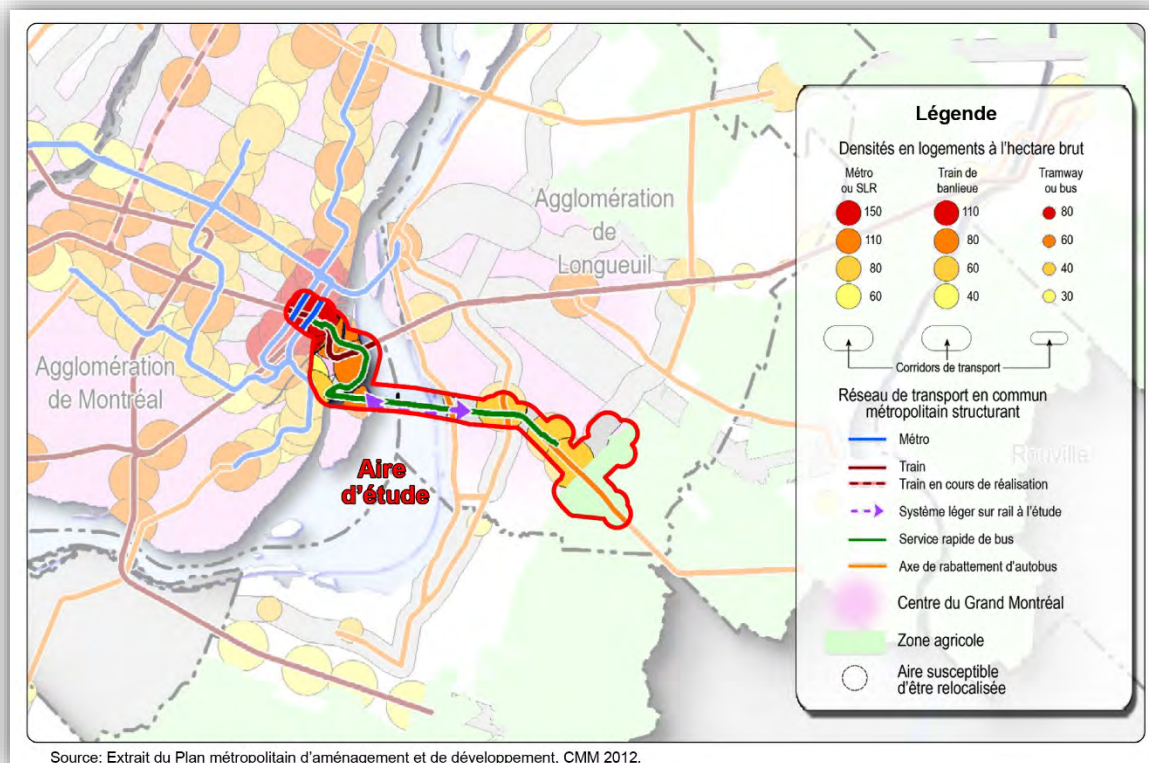 Agglomération
de
Longueuil
Agglomération
de Montréal
Aire
d'étude
Rouville
Légende
Densités en logements à l'hectare brut
Métro
ou SLR
Train de
banlieue
Tramway
ou bus
150
110
80
110
80
60
80
60
40
60
40
30
Corridors de transport
Réseau de transport en commun
métropolitain structurant
Métro
Train
Train en cours de réalisation
Système léger sur rail à l'étude
Service rapide de bus
Axe de rabattement d'autobus
Centre du Grand Montréal
Zone agricole
Aire susceptible
d'être relocalisée
Source: Extrait du Plan métropolitain d'aménagement et de développement, CMM 2012.